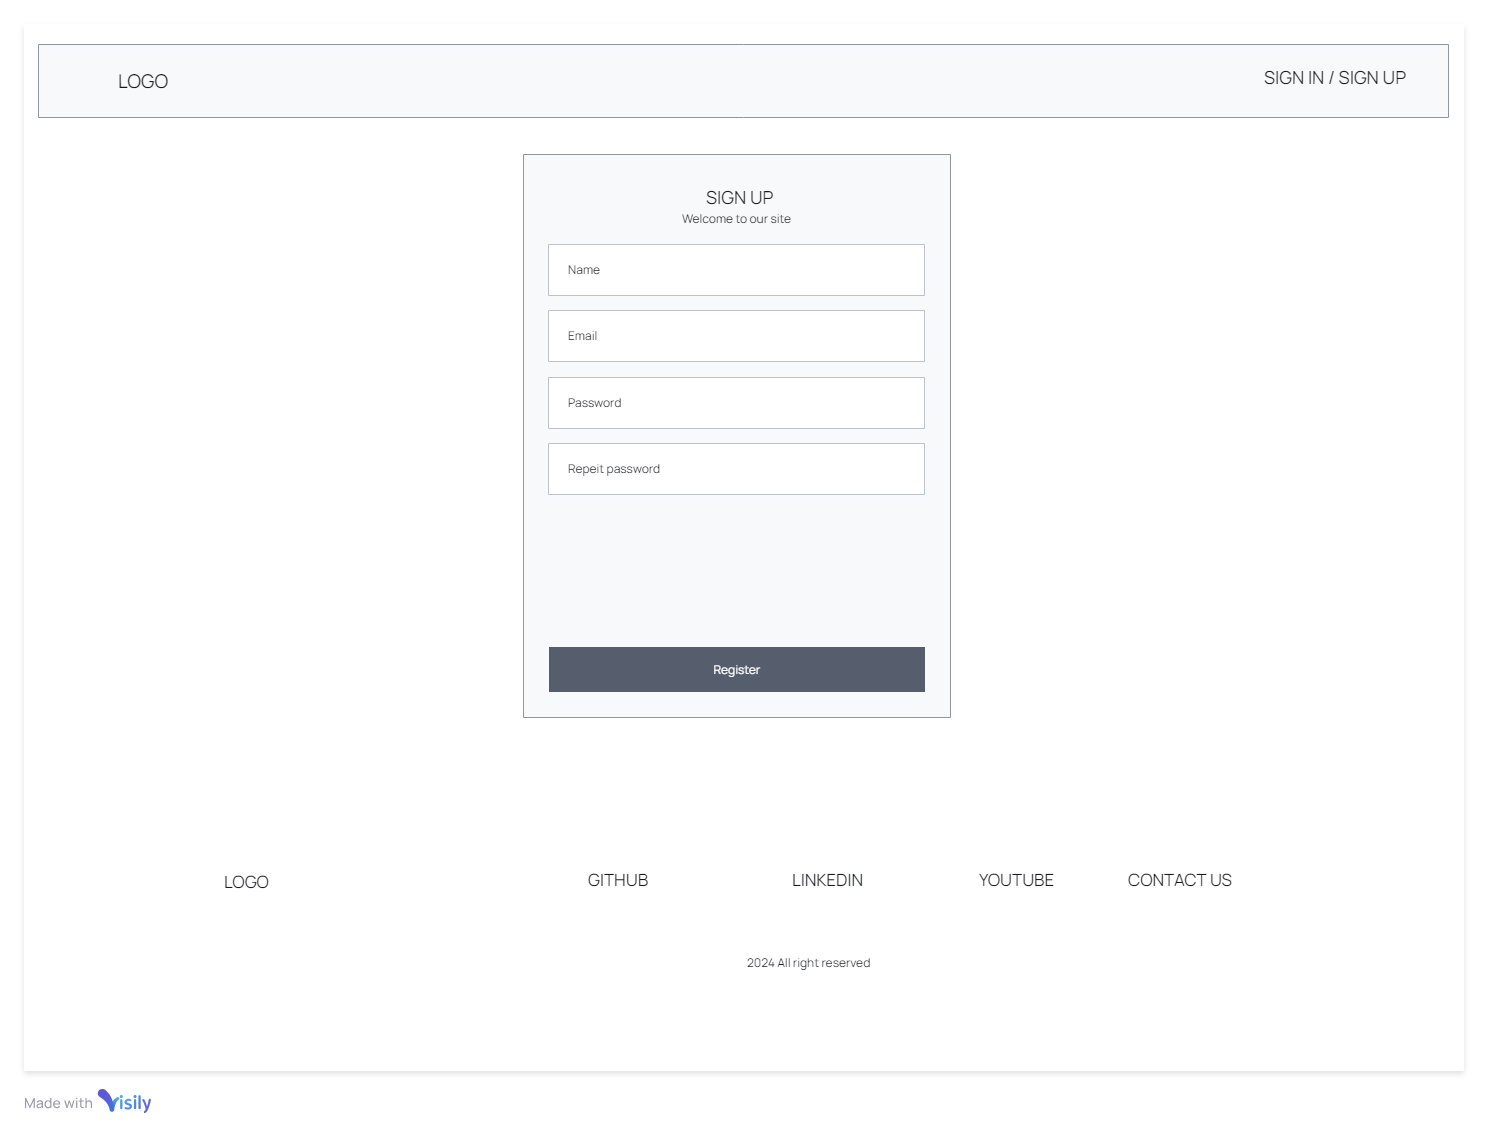 LOGO
SIGN IN / SIGN UP
SIGN UP
Welcome to our site
Name
Email
Password
Repeit password
Register
LOGO
GITHUB
LINKEDIN
YOUTUBE
CONTACT US
2024 All right reserved
Made with Visily